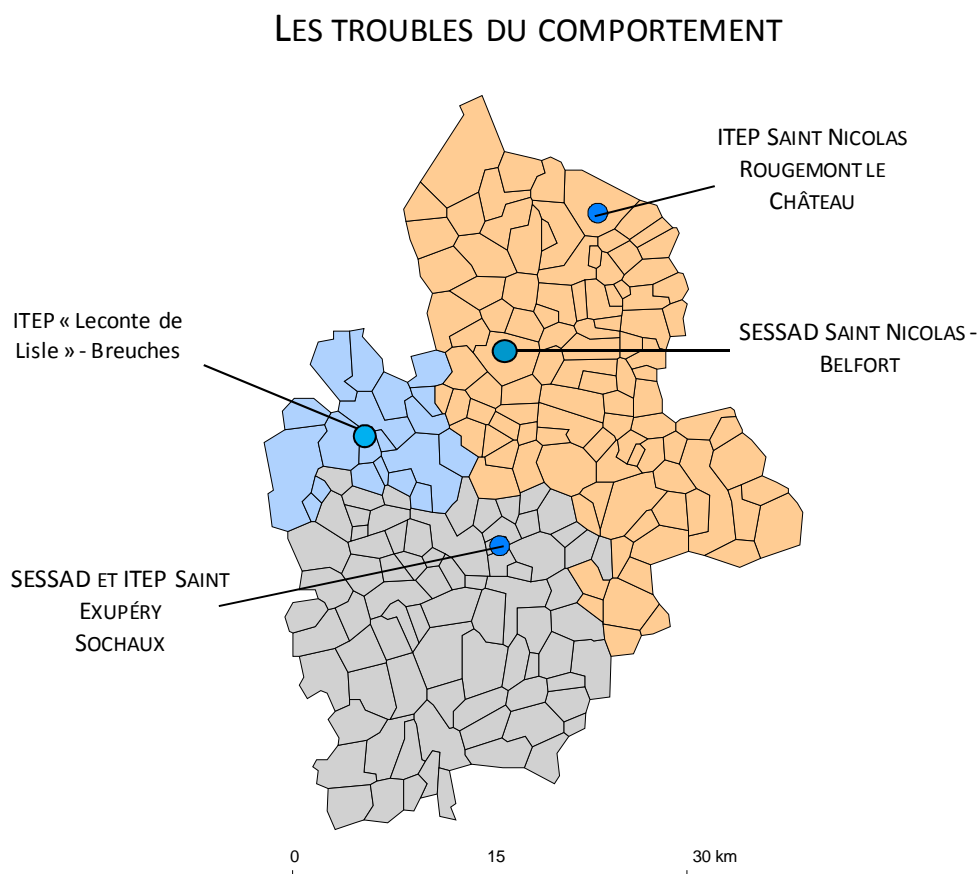 LES TROUBLES DU COMPORTEMENT
ITEP SAINT NICOLAS
ROUGEMONT LE
CHÂTEAU
ITEP « Leconte de
Lisle » - Breuches
SESSAD SAINT NICOLAS -
BELFORT
SESSAD ET ITEP SAINT
EXUPÉRY
SOCHAUX
0 15 30 km